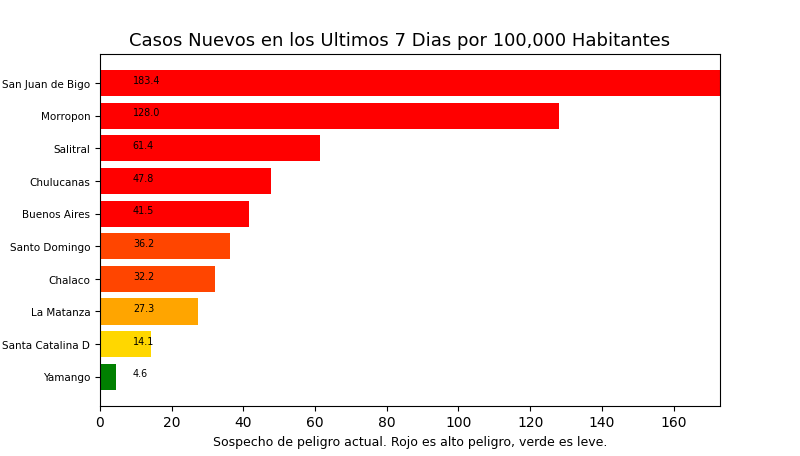 Casos Nuevos en los Ultimos 7 Dias por 100,000 Habitantes
San Juan de Bigo 183.4
Morropon 128.0
Salitral 61.4
Chulucanas 47.8
Buenos Aires 41.5
Santo Domingo 36.2
Chalaco 32.2
La Matanza 27.3
Santa Catalina D 14.1
Yamango 4.6
0 20 40 60 80 100 120 140 160
Sospecho de peligro actual. Rojo es alto peligro, verde es leve.